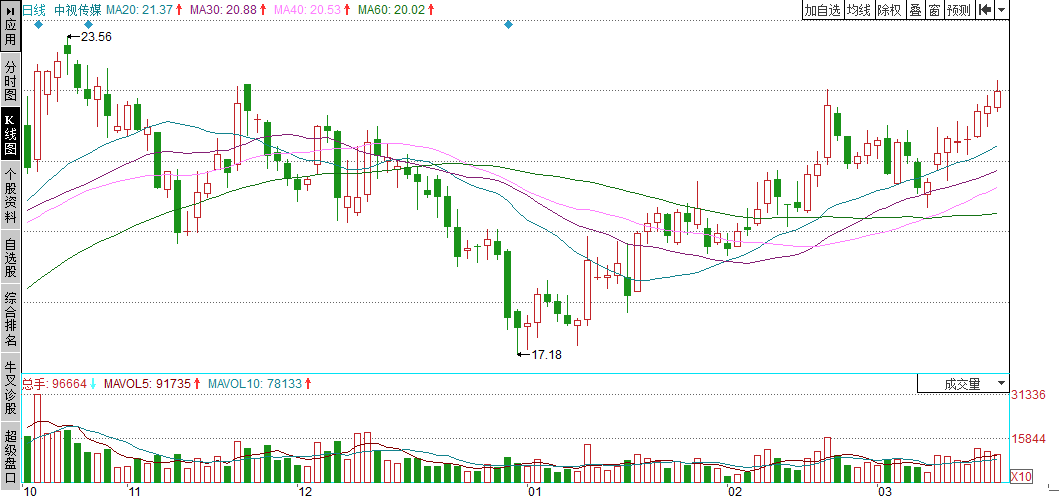 日线 中视传媒 MA20: 21.37 MA30: 20.88 MA40: 20.53 MA60: 20.02
加自选 均线 除权 叠 窗 预测
应用
分时图
K线图
个股资料
自选股
综合排名
牛叉诊股
超级盘口
23.56
17.18
总手: 96664 MAVOL5: 91735 MAVOL10: 78133
成交量
31336
15844
X10
10 11 12 01 02 03